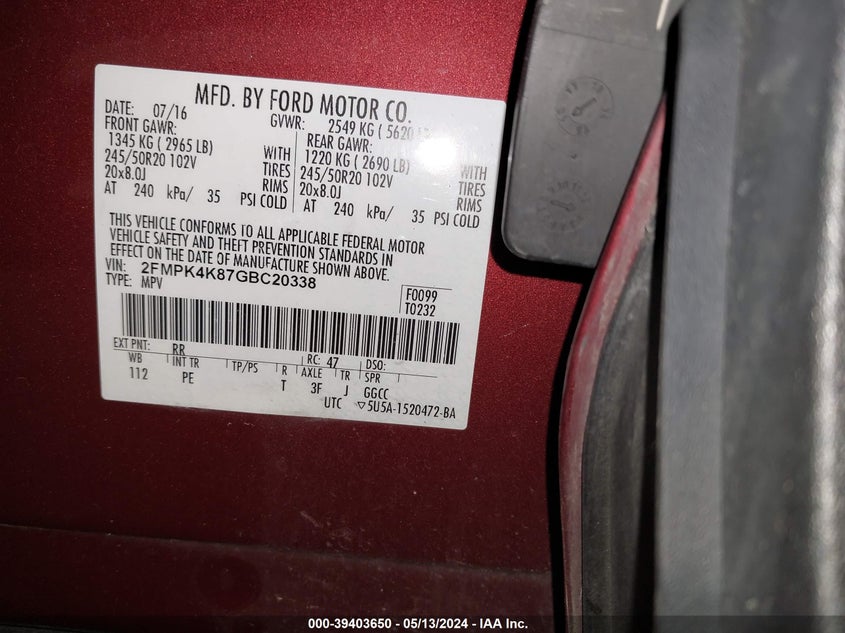 MFD. BY FORD MOTOR CO.
DATE: 07/16 GVWR: 2549 KG ( 5620
FRONT GAWR: REAR GAWR:
1345 KG ( 2965 LB) WITH 1220 KG ( 2690 LB) WITH
245/50R20 102V TIRES 245/50R20 102V TIRES
20x8.0J RIMS 20x8.0J RIMS
AT 240 kPa/ 35 PSI COLD AT 240 kPa/ 35 PSI COLD
THIS VEHICLE CONFORMS TO ALL APPLICABLE FEDERAL MOTOR
VEHICLE SAFETY AND THEFT PREVENTION STANDARDS IN
EFFECT ON THE DATE OF MANUFACTURE SHOWN ABOVE.
VIN: 2FMPK4K87GBC20338
TYPE: MPV
F0099
T0232
EXT PNT: RR RC: 47 DSO:
WB INT TR TP/PS R AXLE TR SPR
112 PE T 3F J GGCC
UTC ▽5U5A-1520472-BA
000-39403650 - 05/13/2024 - IAA Inc.